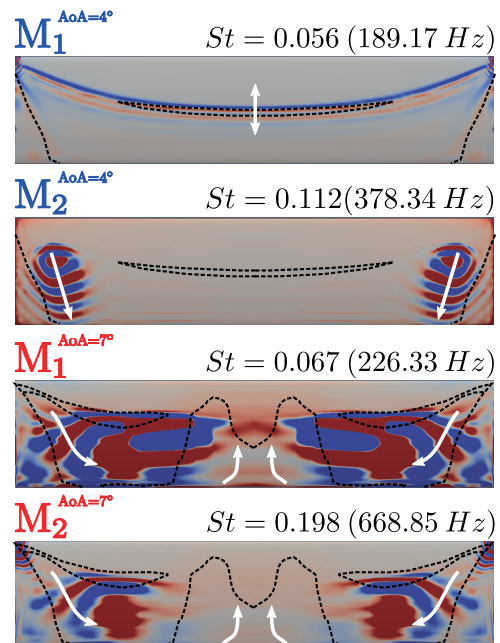 M₁ᴬᵒᴬ⁼⁴° St = 0.056 (189.17 Hz)
M₂ᴬᵒᴬ⁼⁴° St = 0.112(378.34 Hz)
M₁ᴬᵒᴬ⁼⁷° St = 0.067 (226.33 Hz)
M₂ᴬᵒᴬ⁼⁷° St = 0.198 (668.85 Hz)